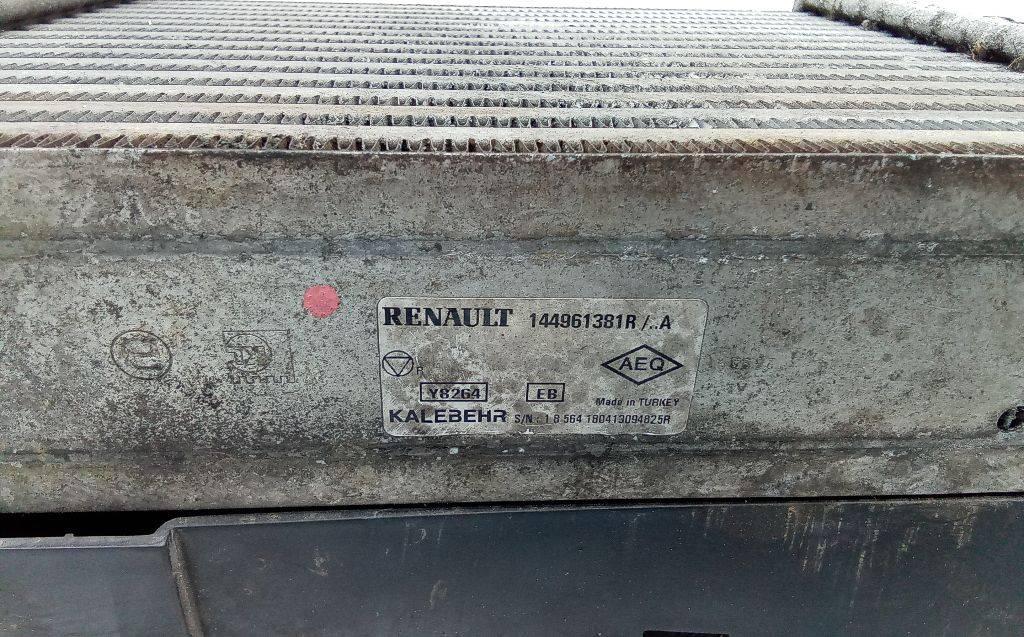 RENAULT 144961381R /..A
R
AEQ
Y8264 EB
Made in TURKEY
KALEBEHR S/N : 1 8 564 180413094825R